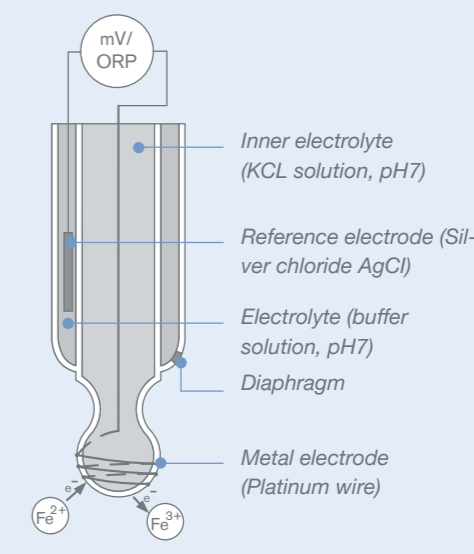 mV/
ORP
Inner electrolyte
(KCL solution, pH7)
Reference electrode (Sil-
ver chloride AgCl)
Electrolyte (buffer
solution, pH7)
Diaphragm
Metal electrode
(Platinum wire)
e⁻
e⁻
Fe²⁺
Fe³⁺